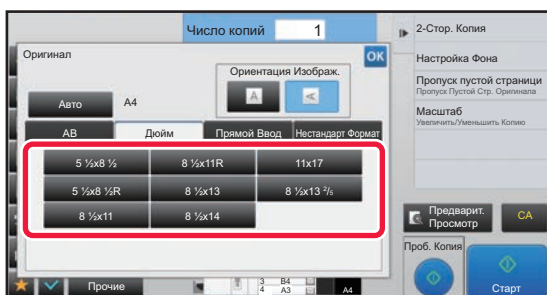 Число копий 1
Оригинал
OK
Ориентация Изображ.
A A
Авто A4
AB Дюйм Прямой Ввод Нестандарт Формат
5 ½x8 ½ 8 ½x11R 11x17
5 ½x8 ½R 8 ½x13 8 ½x13 ²/₅
8 ½x11 8 ½x14
Прочие
3 B4
4 A3
A4
2-Стор. Копия
Настройка Фона
Пропуск пустой страници
Пропуск Пустой Стр. Оригинала
Масштаб
Увеличить/Уменьшить Копию
Предварит.
Просмотр
CA
Проб. Копия
Старт